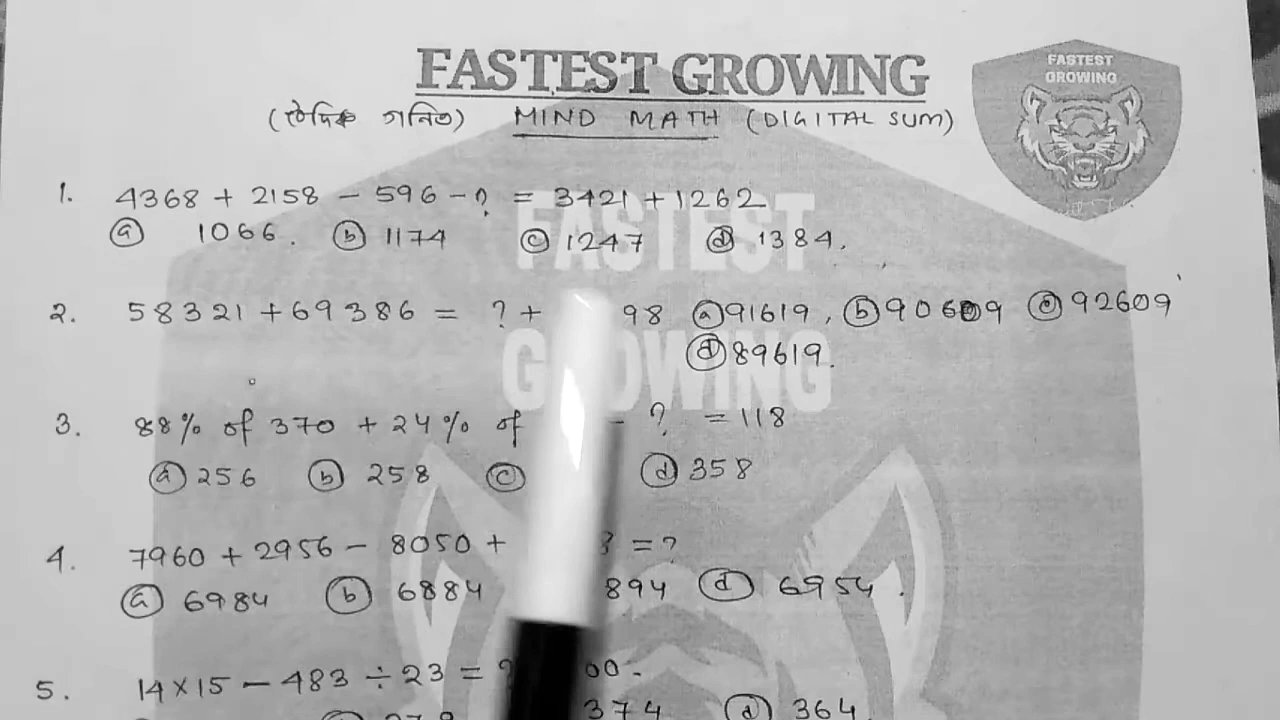 FASTEST GROWING
FASTEST
GROWING
(বৈদিক গনিত) MIND MATH (DIGITAL SUM)
1. 4368 + 2158 - 596 - ? = 3421 + 1262
ⓐ 1066. ⓑ 1174 ⓒ 1247 ⓓ 1384.
FASTEST
2. 58321 + 69386 = ? + 98 ⓐ 91619, ⓑ 90609 ⓒ 92609
ⓓ 89619.
3. 88% of 370 + 24% of - ? = 118
ⓐ 256 ⓑ 258 ⓒ ⓓ 358
4. 7960 + 2956 - 8050 + = ?
ⓐ 6984 ⓑ 6884 894 ⓓ 6954.
5. 14 × 15 - 483 ÷ 23 = ? 00.
374 ⓓ 364.